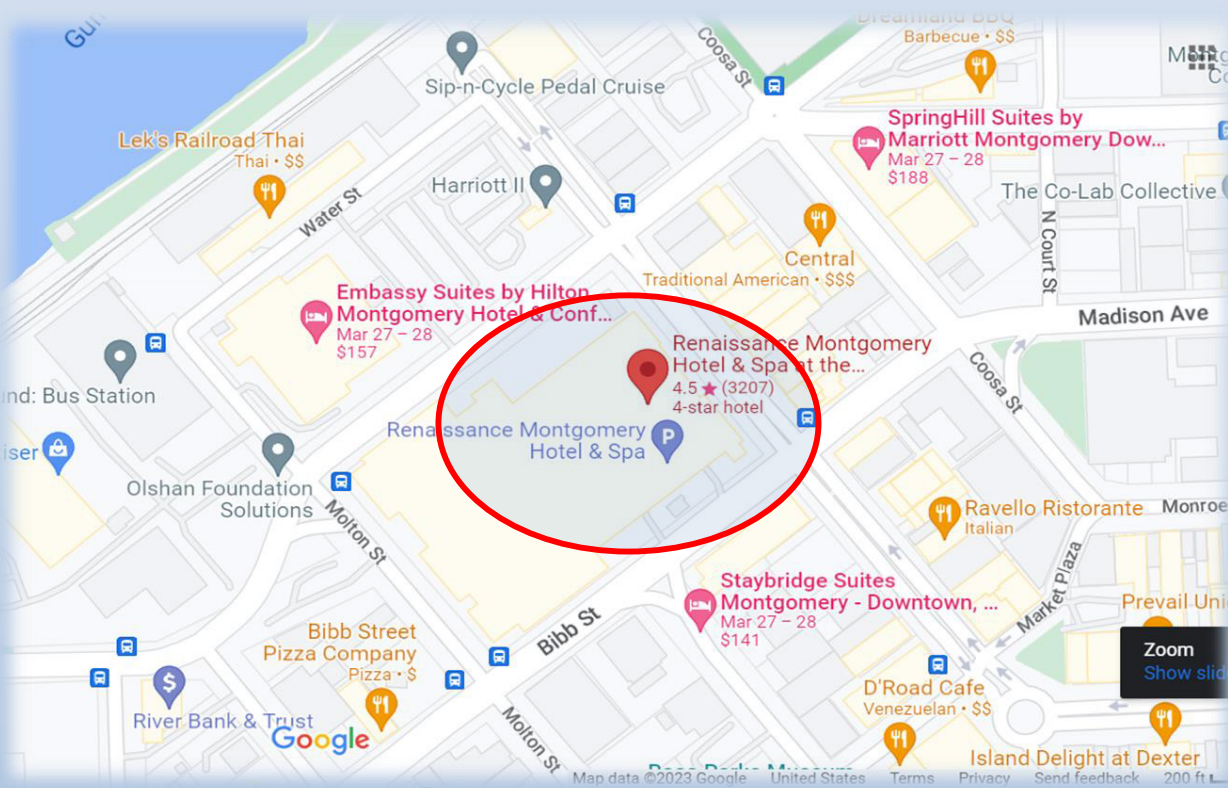 Gul
Dreamland BBQ
Barbecue • $$
Coosa St
Sip-n-Cycle Pedal Cruise
Lek's Railroad Thai
Thai • $$
SpringHill Suites by
Marriott Montgomery Dow...
Mar 27 – 28
$188
Harriott II
The Co-Lab Collective
Water St
N Court St
Central
Traditional American • $$$
Embassy Suites by Hilton
Montgomery Hotel & Conf...
Mar 27 – 28
$157
Madison Ave
Renaissance Montgomery
Hotel & Spa at the...
4.5 ★ (3207)
4-star hotel
Coosa St
nd: Bus Station
Renaissance Montgomery
Hotel & Spa
P
iser
Olshan Foundation
Solutions
Molton St
Ravello Ristorante
Italian
Monroe
Market Plaza
Staybridge Suites
Montgomery - Downtown, ...
Mar 27 – 28
$141
Prevail Uni
Bibb St
Bibb Street
Pizza Company
Pizza • $
Zoom
Show slid
D'Road Cafe
Venezuelan • $$
$
River Bank & Trust
Google
Molton St
Island Delight at Dexter
Rosa Parks Museum
Map data ©2023 Google United States Terms Privacy Send feedback 200 ft